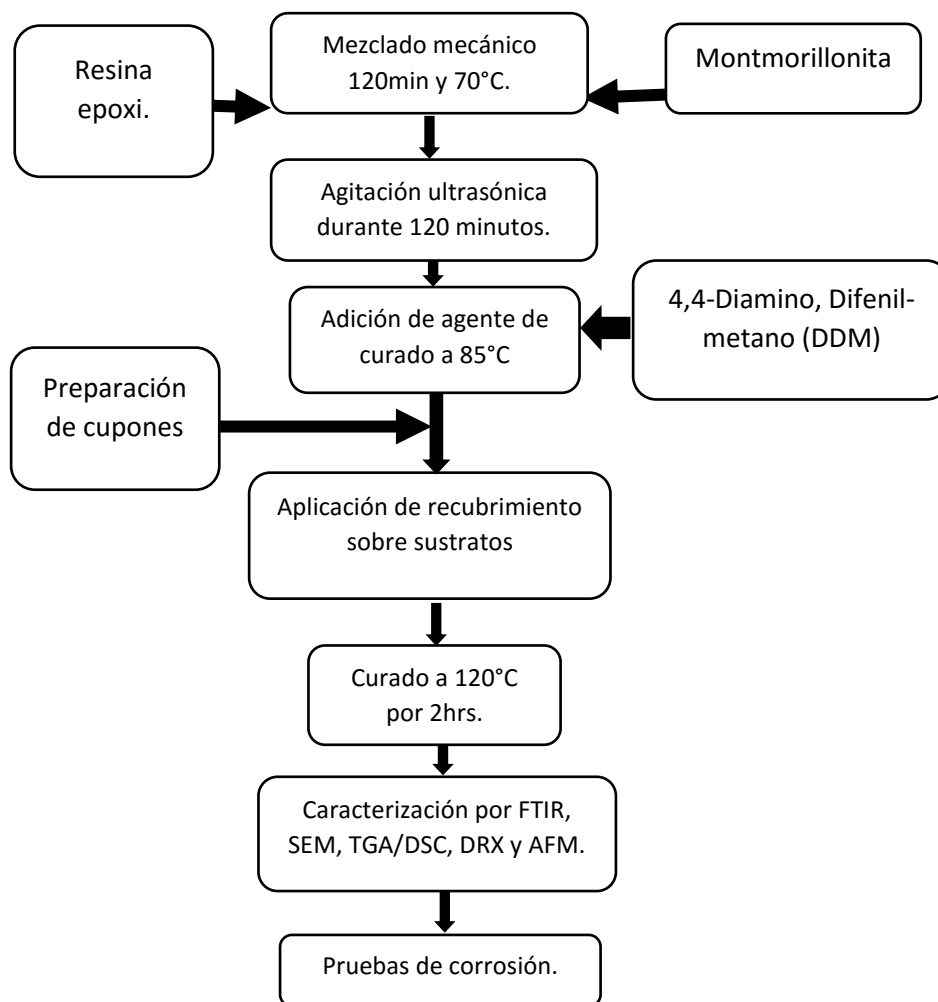 Resina
epoxi.
Mezclado mecánico
120min y 70°C.
Montmorillonita
Agitación ultrasónica
durante 120 minutos.
Adición de agente de
curado a 85°C
4,4-Diamino, Difenil-
metano (DDM)
Preparación
de cupones
Aplicación de recubrimiento
sobre sustratos
Curado a 120°C
por 2hrs.
Caracterización por FTIR,
SEM, TGA/DSC, DRX y AFM.
Pruebas de corrosión.